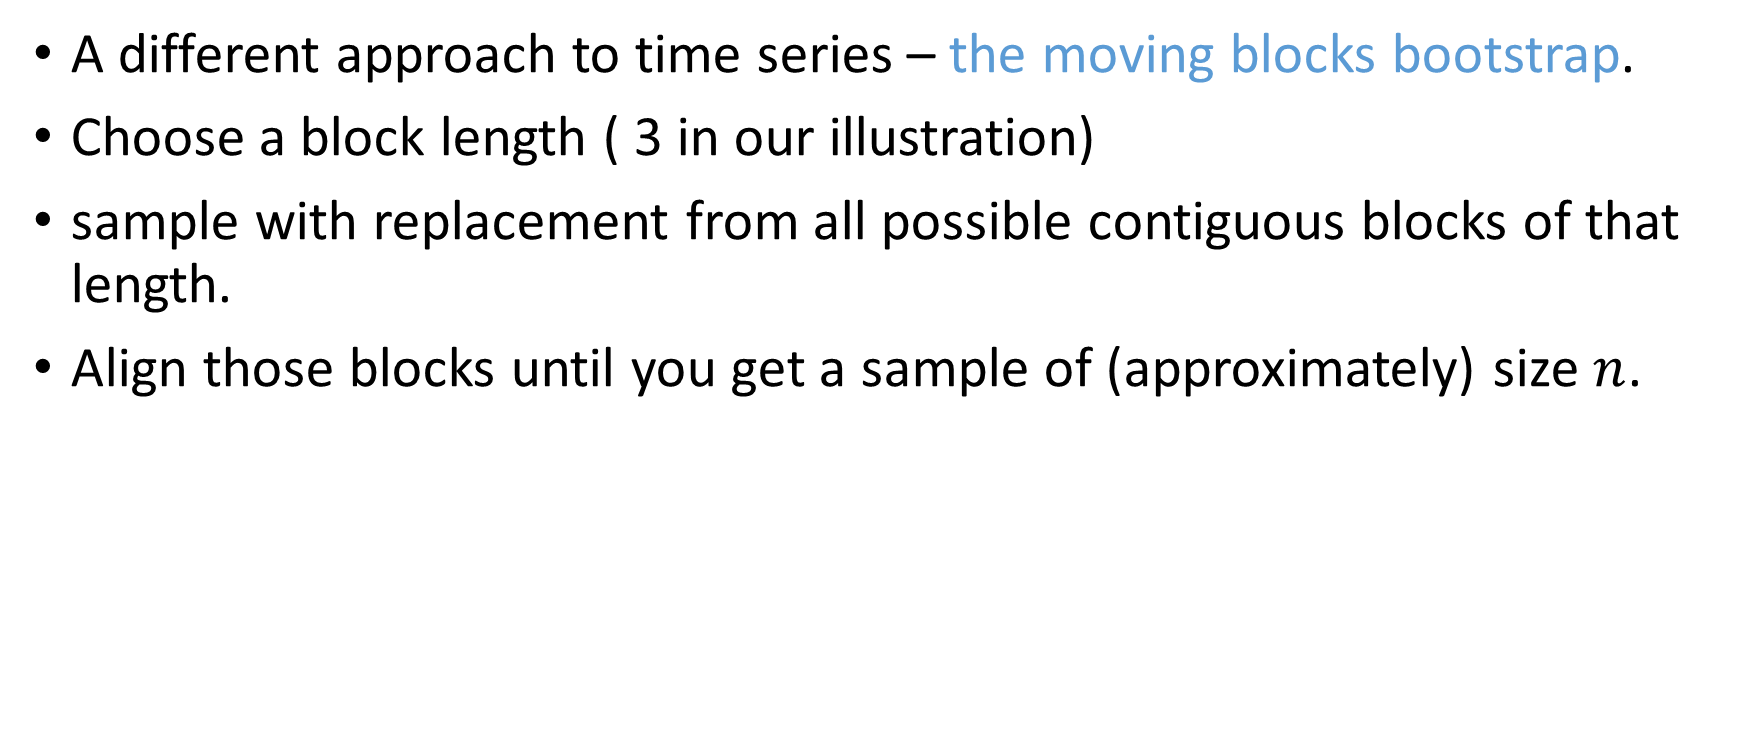 • A different approach to time series – the moving blocks bootstrap.
• Choose a block length ( 3 in our illustration)
• sample with replacement from all possible contiguous blocks of that
length.
• Align those blocks until you get a sample of (approximately) size n.